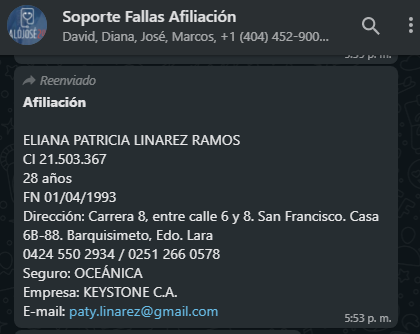 Soporte Fallas Afiliación
David, Diana, José, Marcos, +1 (404) 452-900...
5:53 p. m.
Reenviado
Afiliación
ELIANA PATRICIA LINAREZ RAMOS
CI 21.503.367
28 años
FN 01/04/1993
Dirección: Carrera 8, entre calle 6 y 8. San Francisco. Casa
6B-88. Barquisimeto, Edo. Lara
0424 550 2934 / 0251 266 0578
Seguro: OCEÁNICA
Empresa: KEYSTONE C.A.
E-mail: paty.linarez@gmail.com
5:53 p. m.